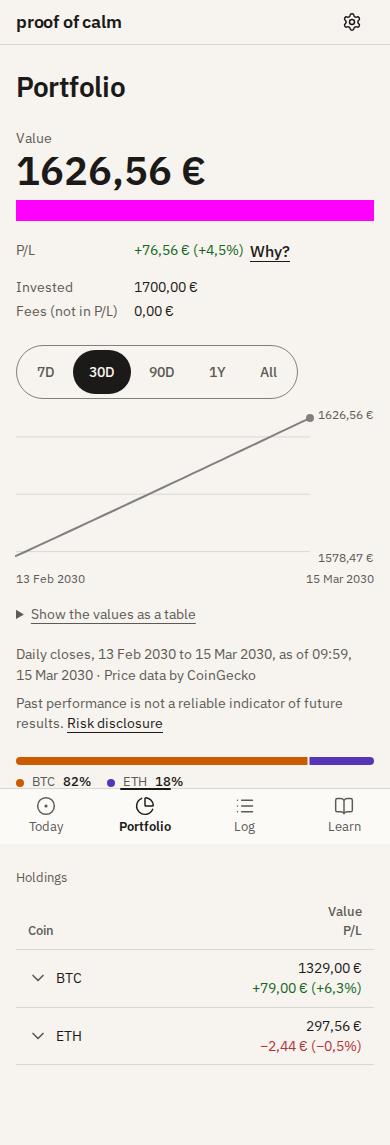 proof of calm
Portfolio
Value
1626,56 €
P/L +76,56 € (+4,5%) Why?
Invested 1700,00 €
Fees (not in P/L) 0,00 €
7D 30D 90D 1Y All
1626,56 €
1578,47 €
13 Feb 2030 15 Mar 2030
Show the values as a table
Daily closes, 13 Feb 2030 to 15 Mar 2030, as of 09:59,
15 Mar 2030 · Price data by CoinGecko
Past performance is not a reliable indicator of future
results. Risk disclosure
BTC 82% ETH 18%
Today Portfolio Log Learn
Holdings
Value
Coin P/L
BTC 1329,00 €
+79,00 € (+6,3%)
ETH 297,56 €
−2,44 € (−0,5%)